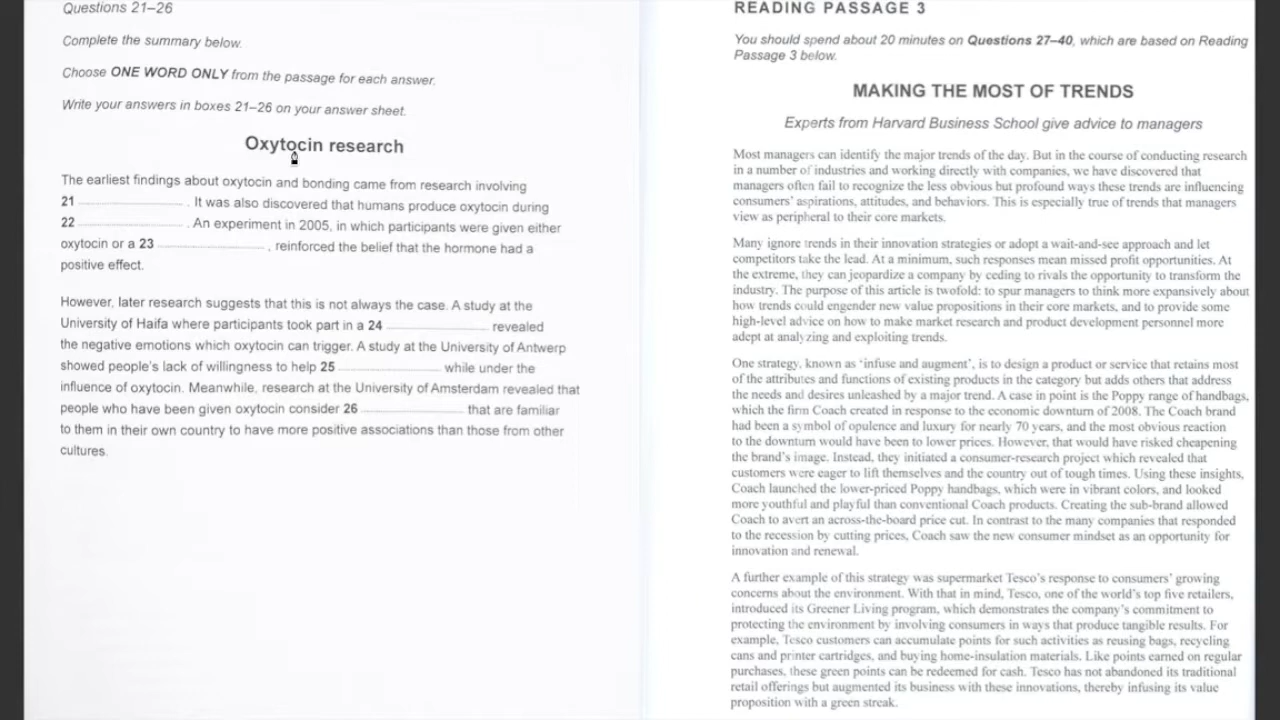 Questions 21–26
Complete the summary below.
Choose ONE WORD ONLY from the passage for each answer.
Write your answers in boxes 21–26 on your answer sheet.
Oxytocin research
The earliest findings about oxytocin and bonding came from research involving
21 .................... . It was also discovered that humans produce oxytocin during
22 .................... . An experiment in 2005, in which participants were given either
oxytocin or a 23 .................... , reinforced the belief that the hormone had a
positive effect.
However, later research suggests that this is not always the case. A study at the
University of Haifa where participants took part in a 24 .................... revealed
the negative emotions which oxytocin can trigger. A study at the University of Antwerp
showed people's lack of willingness to help 25 .................... while under the
influence of oxytocin. Meanwhile, research at the University of Amsterdam revealed that
people who have been given oxytocin consider 26 .................... that are familiar
to them in their own country to have more positive associations than those from other
cultures.
READING PASSAGE 3
You should spend about 20 minutes on Questions 27–40, which are based on Reading
Passage 3 below.
MAKING THE MOST OF TRENDS
Experts from Harvard Business School give advice to managers
Most managers can identify the major trends of the day. But in the course of conducting research
in a number of industries and working directly with companies, we have discovered that
managers often fail to recognize the less obvious but profound ways these trends are influencing
consumers' aspirations, attitudes, and behaviors. This is especially true of trends that managers
view as peripheral to their core markets.
Many ignore trends in their innovation strategies or adopt a wait-and-see approach and let
competitors take the lead. At a minimum, such responses mean missed profit opportunities. At
the extreme, they can jeopardize a company by ceding to rivals the opportunity to transform the
industry. The purpose of this article is twofold: to spur managers to think more expansively about
how trends could engender new value propositions in their core markets, and to provide some
high-level advice on how to make market research and product development personnel more
adept at analyzing and exploiting trends.
One strategy, known as 'infuse and augment', is to design a product or service that retains most
of the attributes and functions of existing products in the category but adds others that address
the needs and desires unleashed by a major trend. A case in point is the Poppy range of handbags,
which the firm Coach created in response to the economic downturn of 2008. The Coach brand
had been a symbol of opulence and luxury for nearly 70 years, and the most obvious reaction
to the downturn would have been to lower prices. However, that would have risked cheapening
the brand's image. Instead, they initiated a consumer-research project which revealed that
customers were eager to lift themselves and the country out of tough times. Using these insights,
Coach launched the lower-priced Poppy handbags, which were in vibrant colors, and looked
more youthful and playful than conventional Coach products. Creating the sub-brand allowed
Coach to avert an across-the-board price cut. In contrast to the many companies that responded
to the recession by cutting prices, Coach saw the new consumer mindset as an opportunity for
innovation and renewal.
A further example of this strategy was supermarket Tesco's response to consumers' growing
concerns about the environment. With that in mind, Tesco, one of the world's top five retailers,
introduced its Greener Living program, which demonstrates the company's commitment to
protecting the environment by involving consumers in ways that produce tangible results. For
example, Tesco customers can accumulate points for such activities as reusing bags, recycling
cans and printer cartridges, and buying home-insulation materials. Like points earned on regular
purchases, these green points can be redeemed for cash. Tesco has not abandoned its traditional
retail offerings but augmented its business with these innovations, thereby infusing its value
proposition with a green streak.